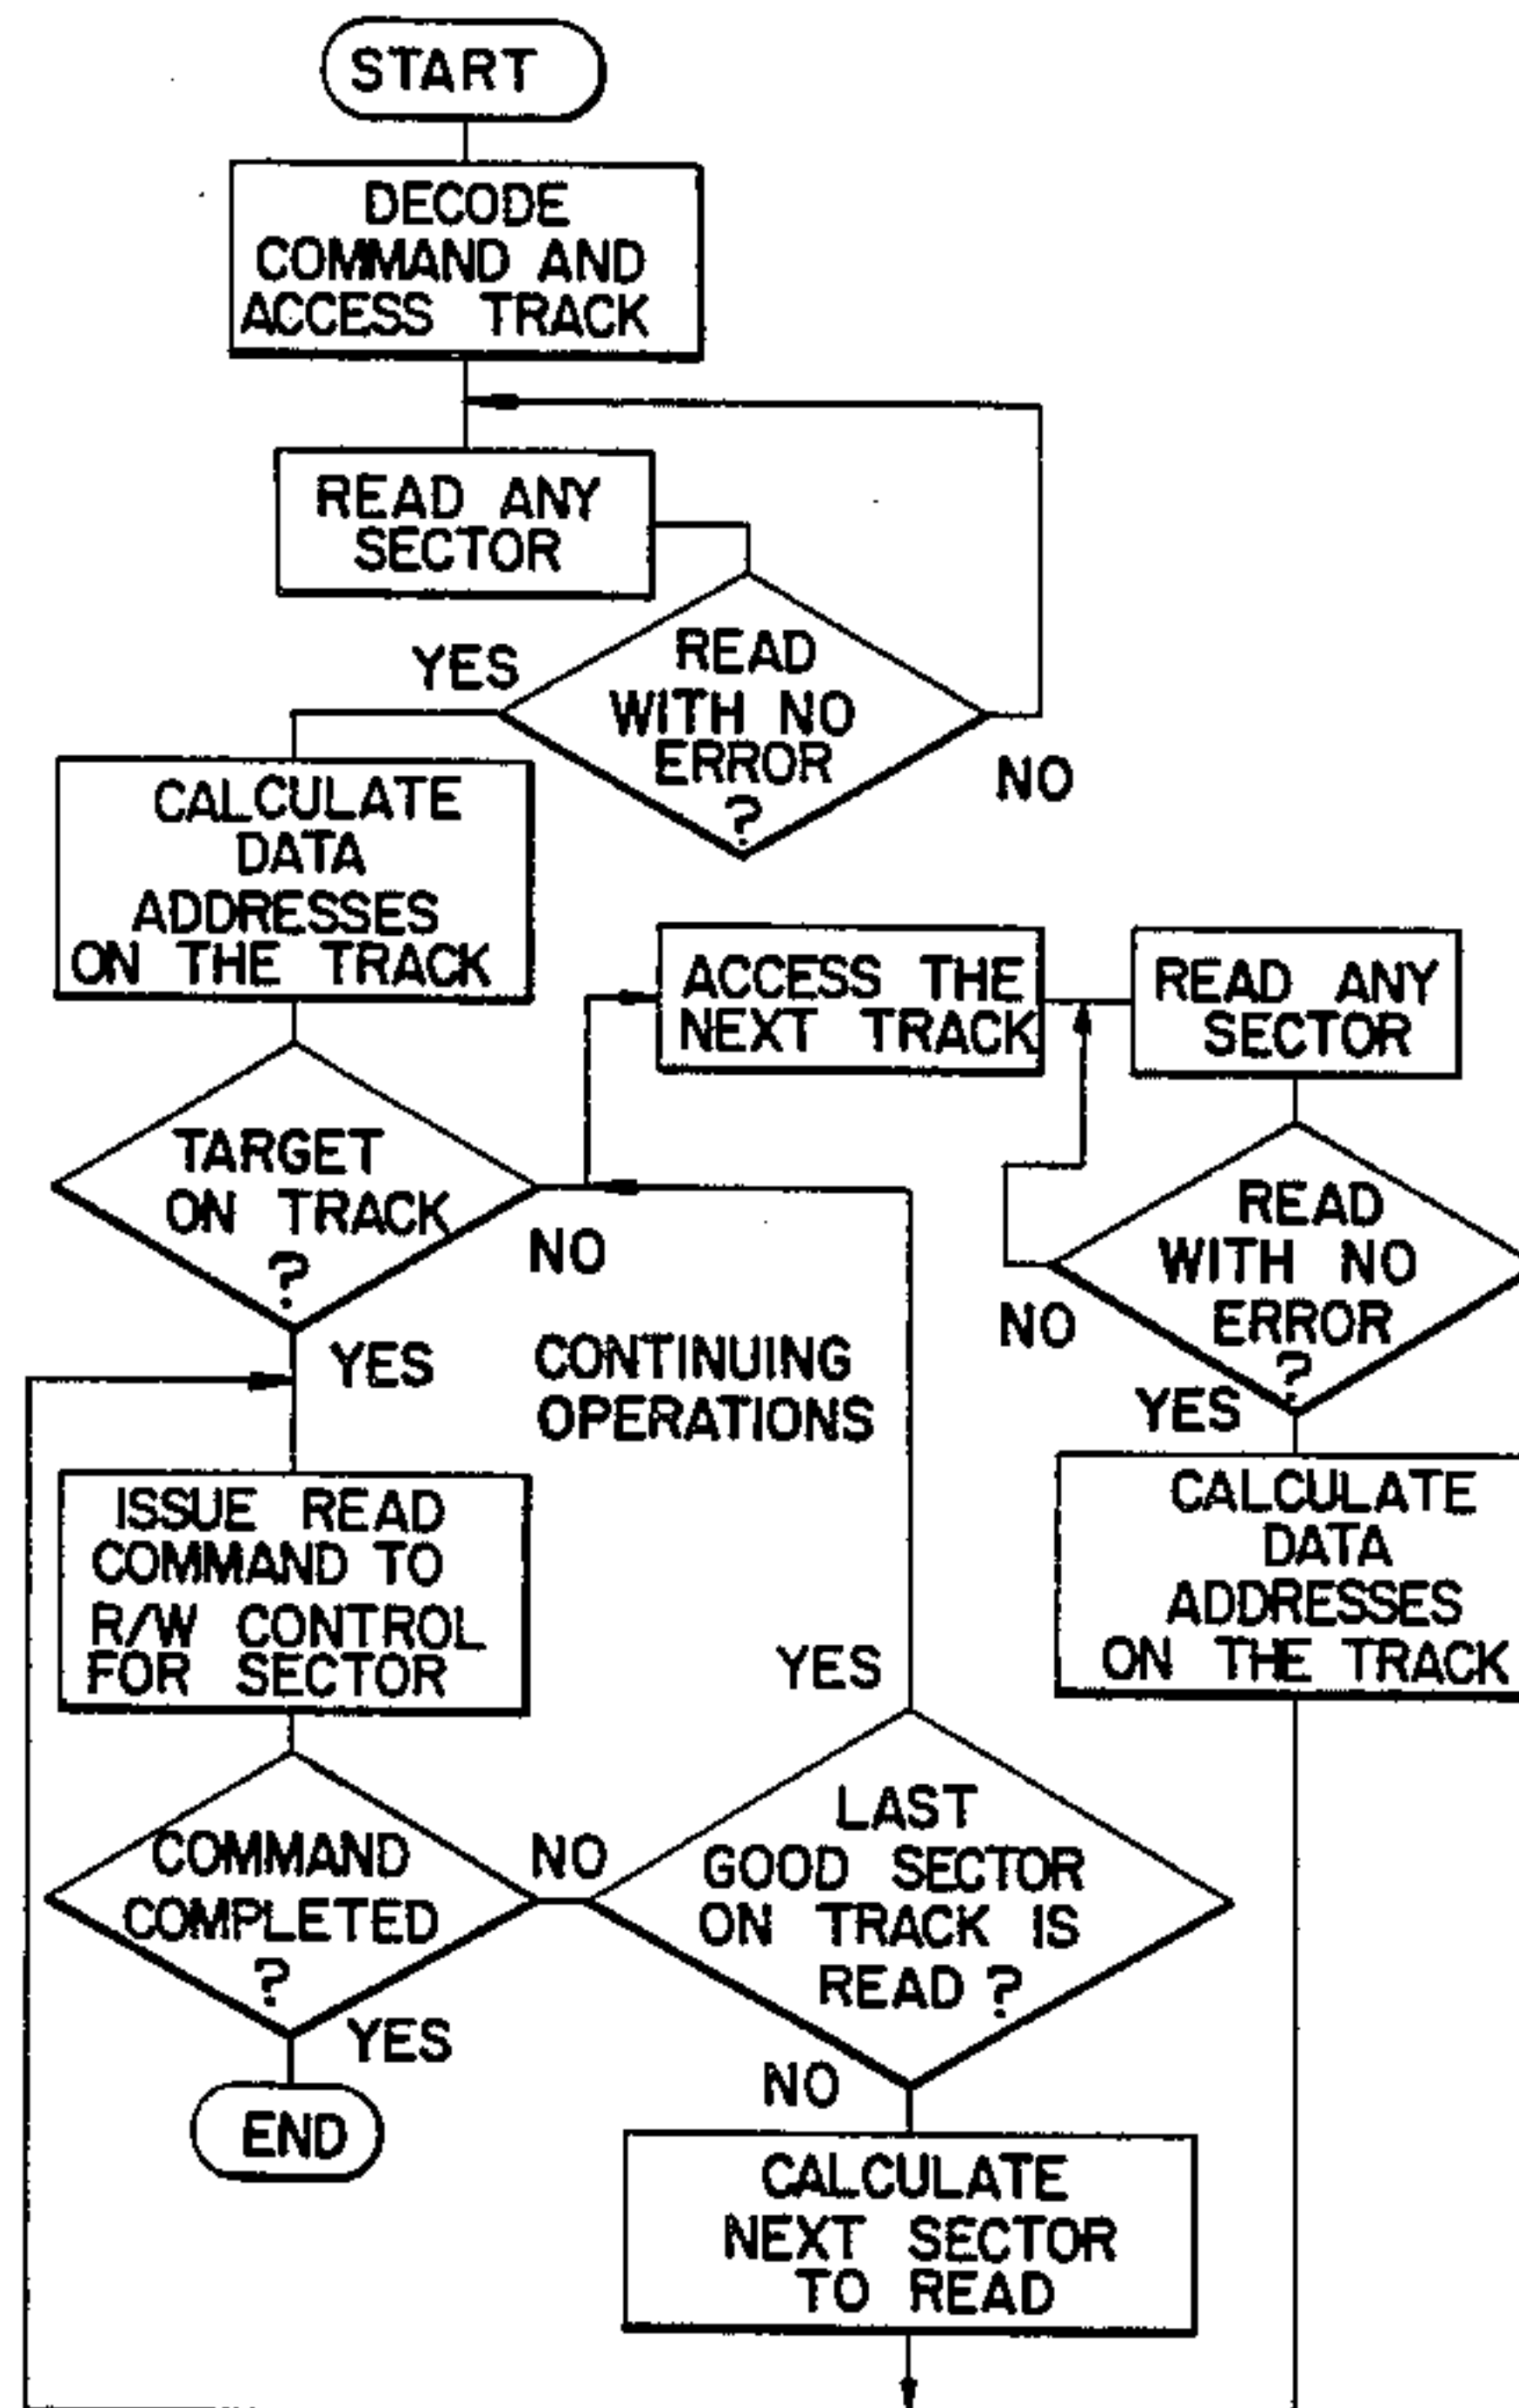 START
DECODE
COMMAND AND
ACCESS TRACK
READ ANY
SECTOR
YES
READ
WITH NO
ERROR
?
NO
CALCULATE
DATA
ADDRESSES
ON THE TRACK
ACCESS THE
NEXT TRACK
READ ANY
SECTOR
TARGET
ON TRACK
?
NO
YES
READ
WITH NO
ERROR
?
NO
YES
CONTINUING
OPERATIONS
ISSUE READ
COMMAND TO
R/W CONTROL
FOR SECTOR
CALCULATE
DATA
ADDRESSES
ON THE TRACK
YES
COMMAND
COMPLETED
?
NO
LAST
GOOD SECTOR
ON TRACK IS
READ ?
YES
NO
END
CALCULATE
NEXT SECTOR
TO READ